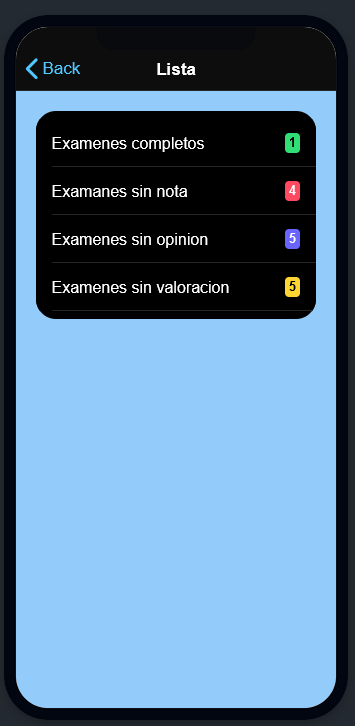 Back
Lista
Examenes completos 1
Examanes sin nota 4
Examenes sin opinion 5
Examenes sin valoracion 5